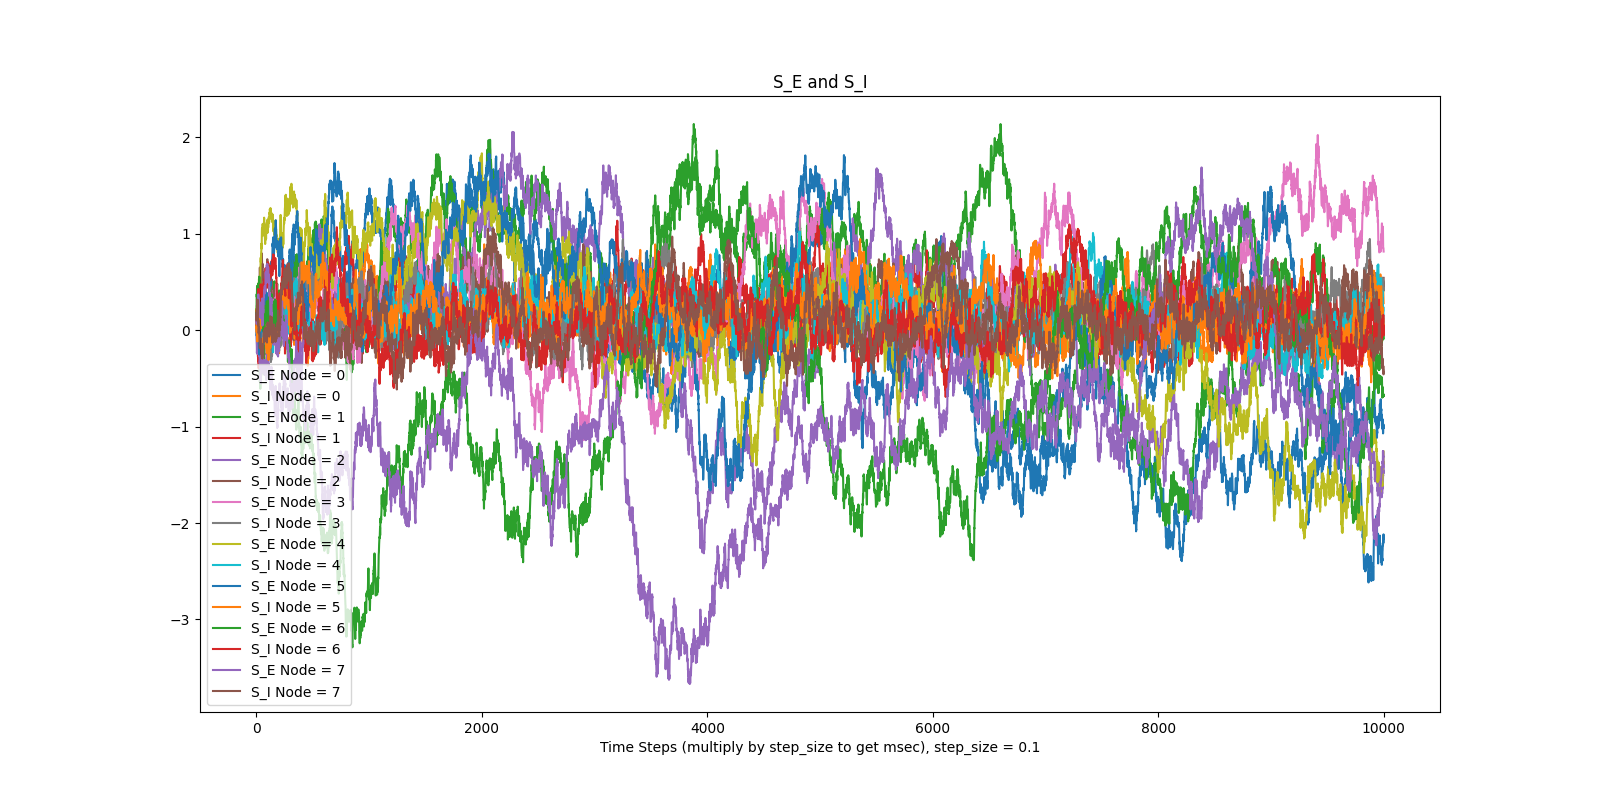 S_E and S_I
2
1
0
−1
−2
−3
S_E Node = 0
S_I Node = 0
S_E Node = 1
S_I Node = 1
S_E Node = 2
S_I Node = 2
S_E Node = 3
S_I Node = 3
S_E Node = 4
S_I Node = 4
S_E Node = 5
S_I Node = 5
S_E Node = 6
S_I Node = 6
S_E Node = 7
S_I Node = 7
0 2000 4000 6000 8000 10000
Time Steps (multiply by step_size to get msec), step_size = 0.1